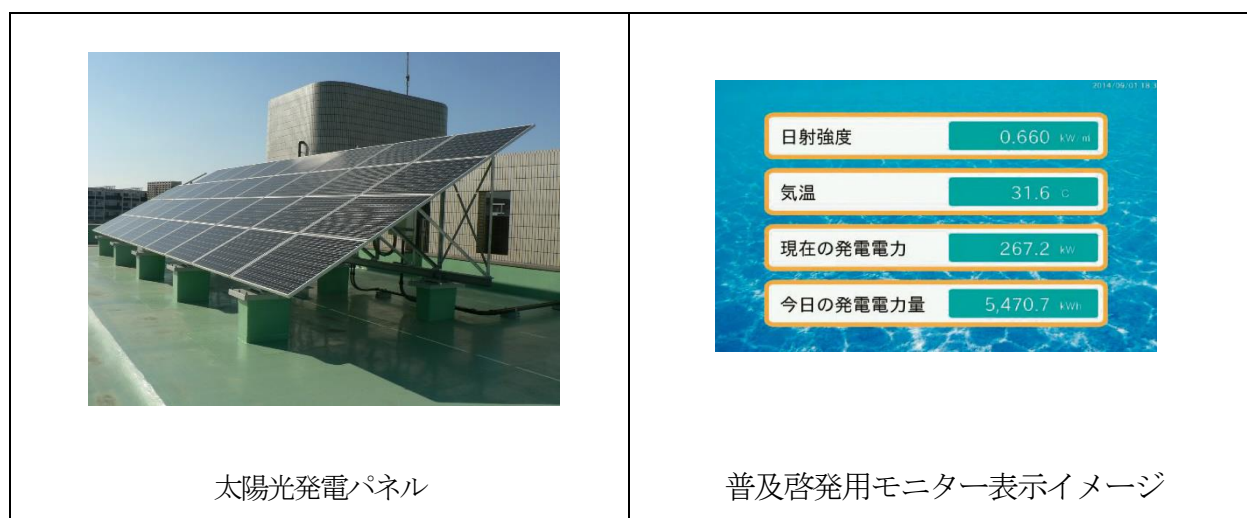 日射強度 0.660 kW/㎡
気温 31.6 ℃
現在の発電電力 267.2 kW
今日の発電電力量 5,470.7 kWh
太陽光発電パネル
普及啓発用モニター表示イメージ